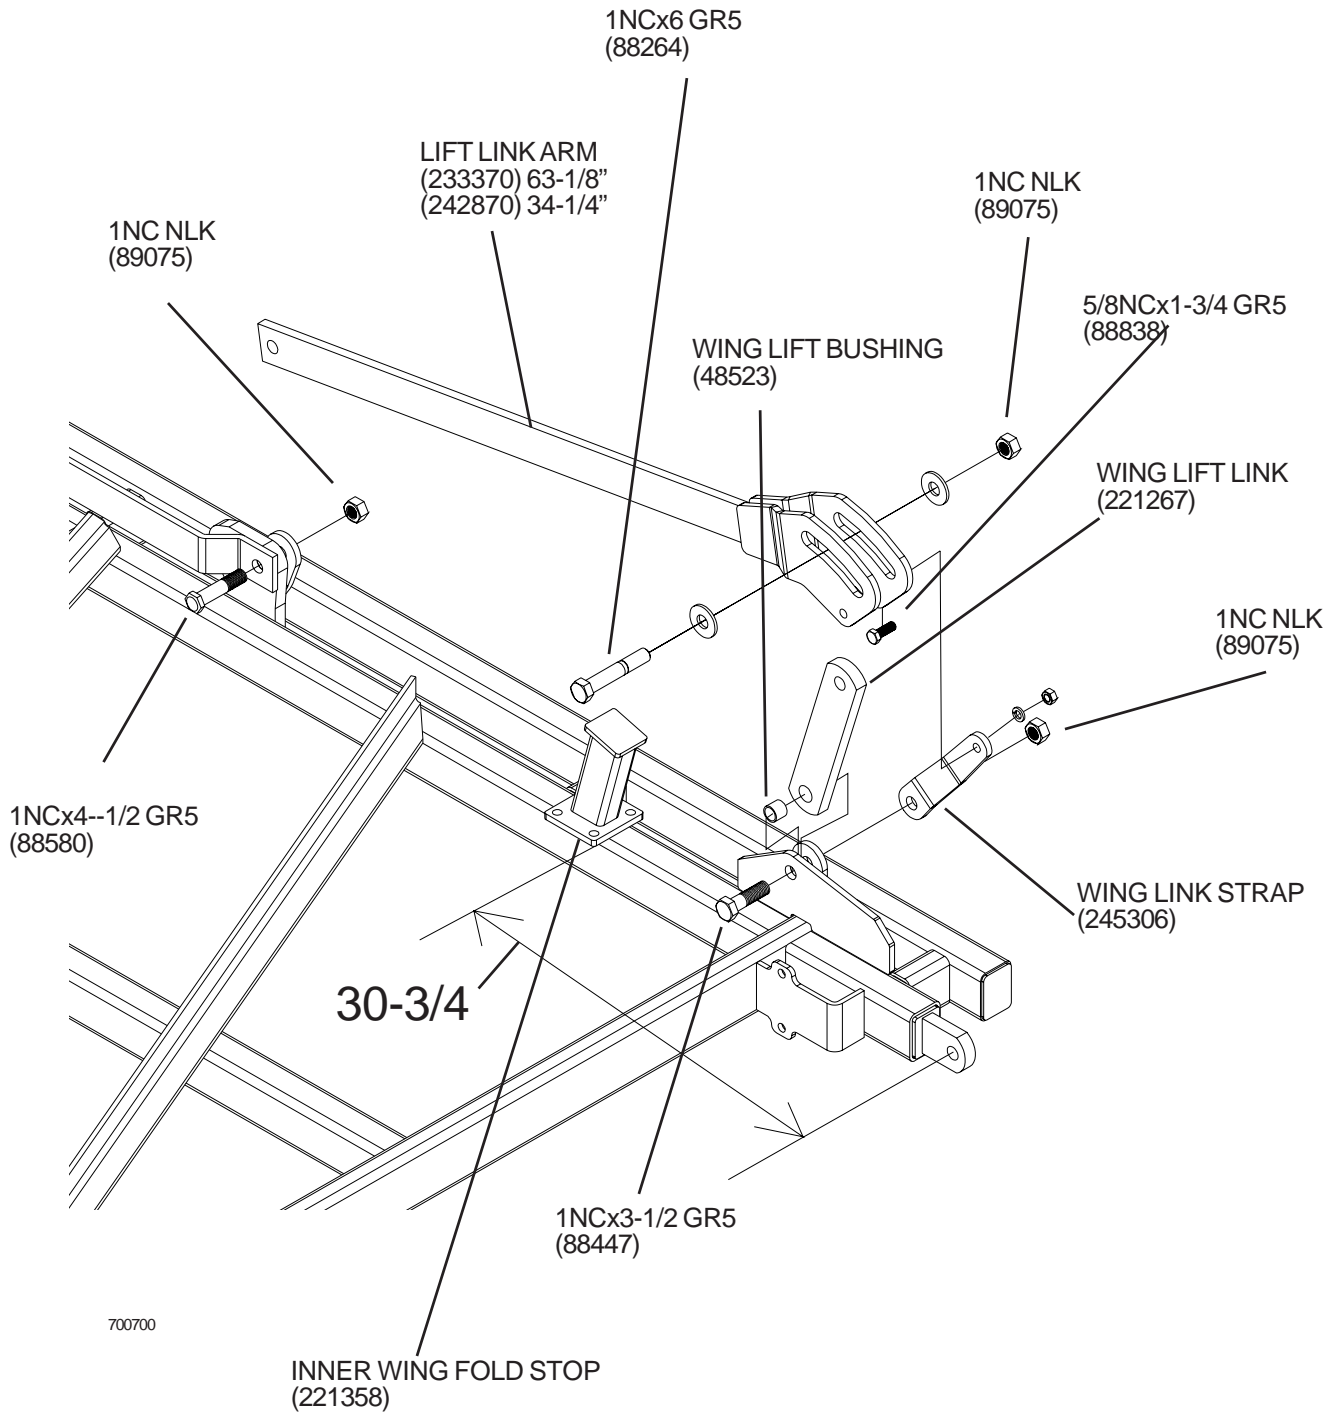 1NCx6 GR5
(88264)
LIFT LINK ARM
(233370) 63-1/8”
(242870) 34-1/4”
1NC NLK
(89075)
1NC NLK
(89075)
5/8NCx1-3/4 GR5
(88838)
WING LIFT BUSHING
(48523)
WING LIFT LINK
(221267)
1NC NLK
(89075)
1NCx4--1/2 GR5
(88580)
WING LINK STRAP
(245306)
30-3/4
1NCx3-1/2 GR5
(88447)
700700
INNER WING FOLD STOP
(221358)